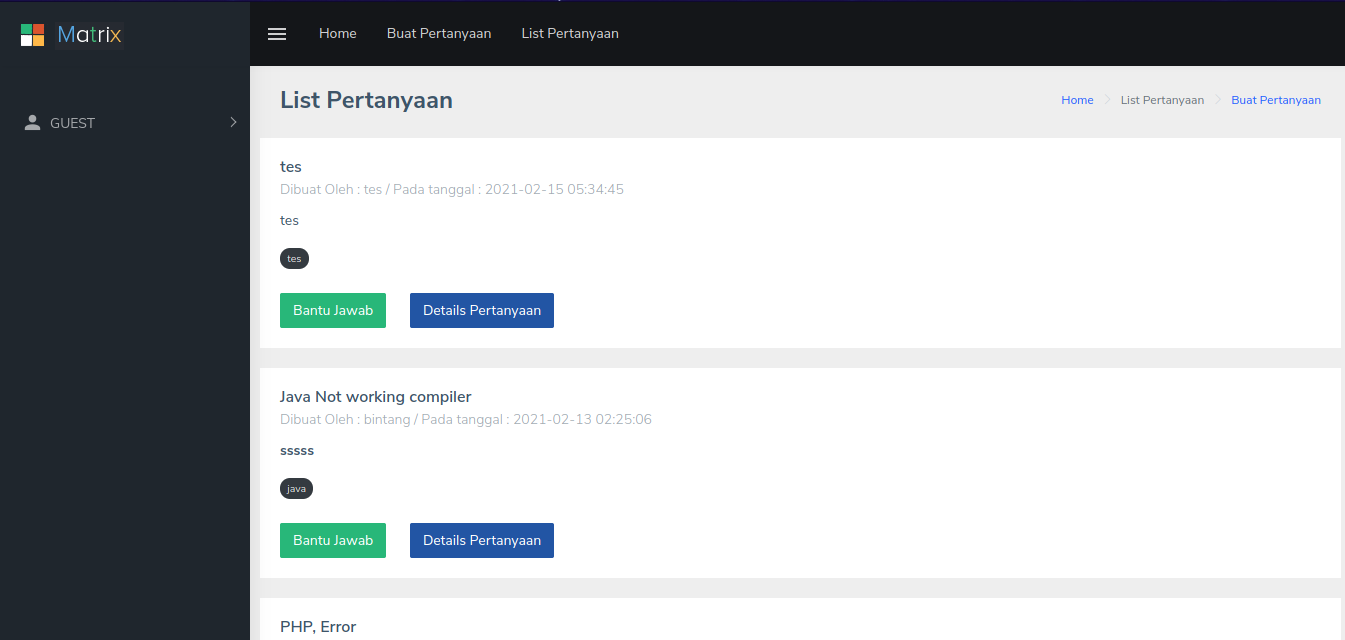 Matrix
Home Buat Pertanyaan List Pertanyaan
GUEST
List Pertanyaan
Home List Pertanyaan Buat Pertanyaan
tes
Dibuat Oleh : tes / Pada tanggal : 2021-02-15 05:34:45
tes
tes
Bantu Jawab Details Pertanyaan
Java Not working compiler
Dibuat Oleh : bintang / Pada tanggal : 2021-02-13 02:25:06
sssss
java
Bantu Jawab Details Pertanyaan
PHP, Error